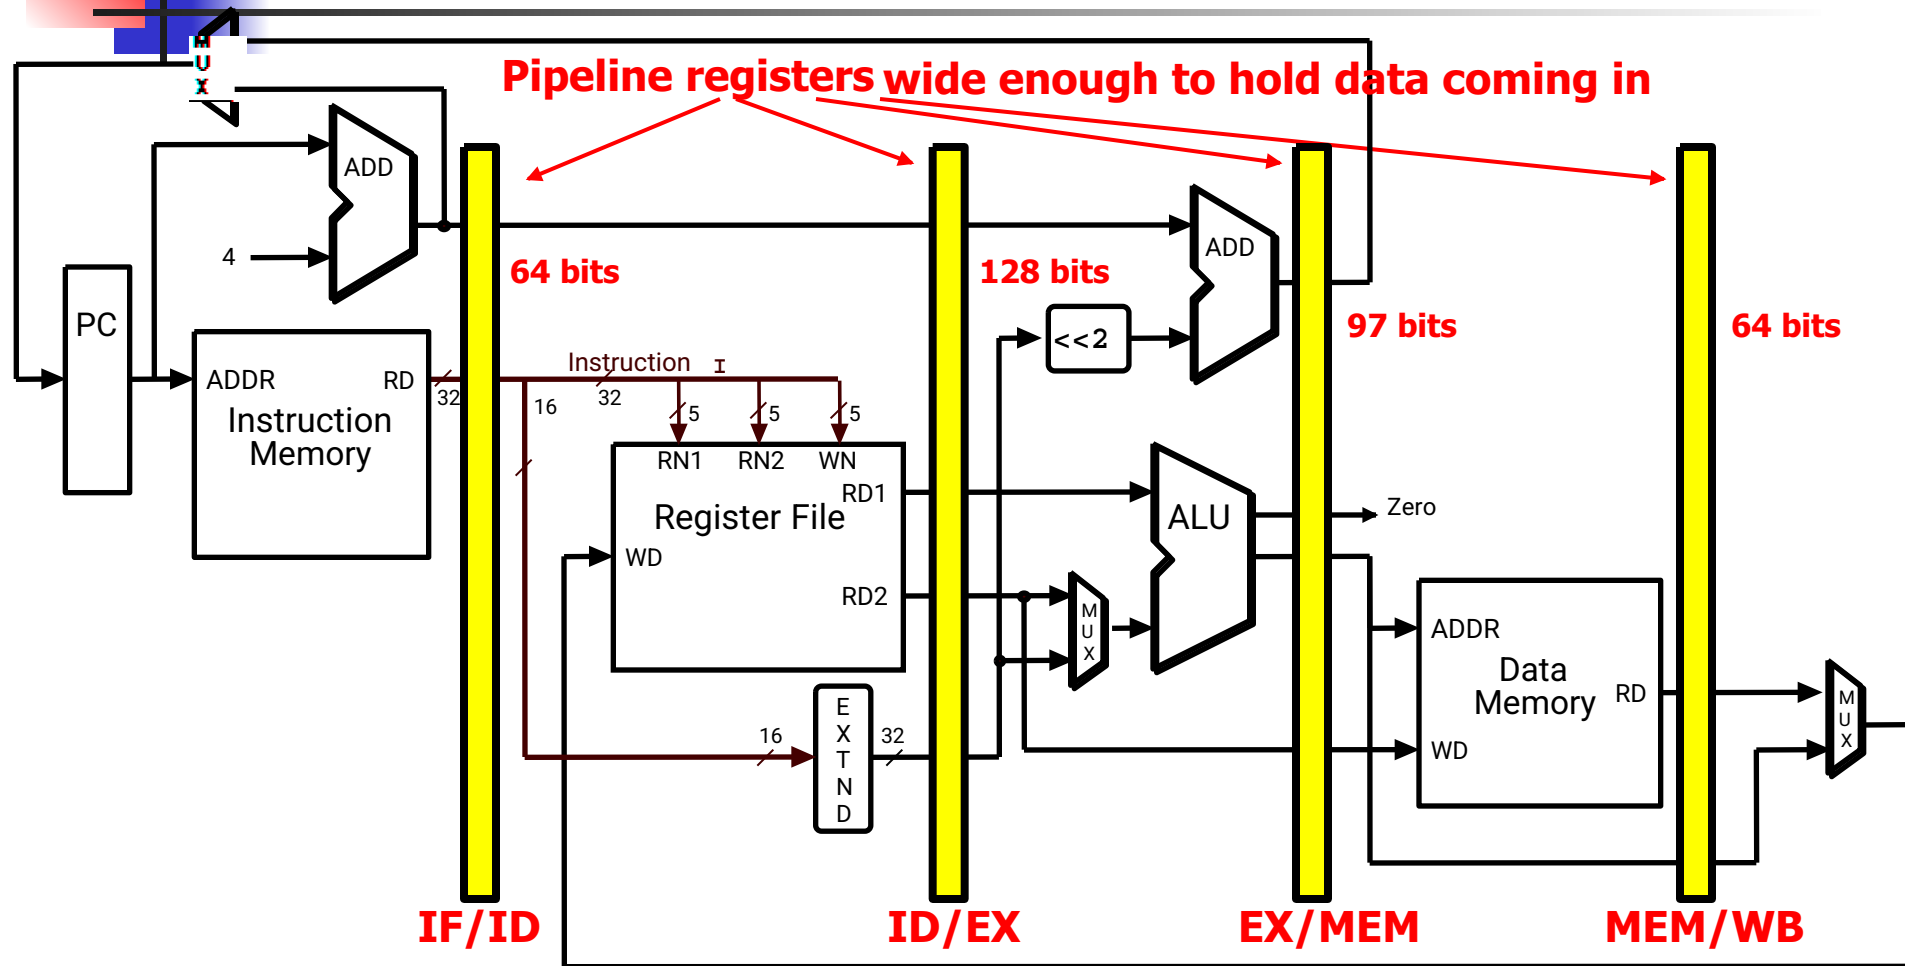 M
U
X
Pipeline registers wide enough to hold data coming in
ADD
4
64 bits
128 bits
ADD
97 bits
64 bits
PC
<<2
Instruction I
ADDR
RD
32
16
32
5
5
5
Instruction
Memory
RN1
RN2
WN
RD1
Register File
ALU
Zero
WD
RD2
M
U
X
ADDR
Data
Memory
RD
M
U
X
E
X
T
N
D
16
32
WD
IF/ID
ID/EX
EX/MEM
MEM/WB